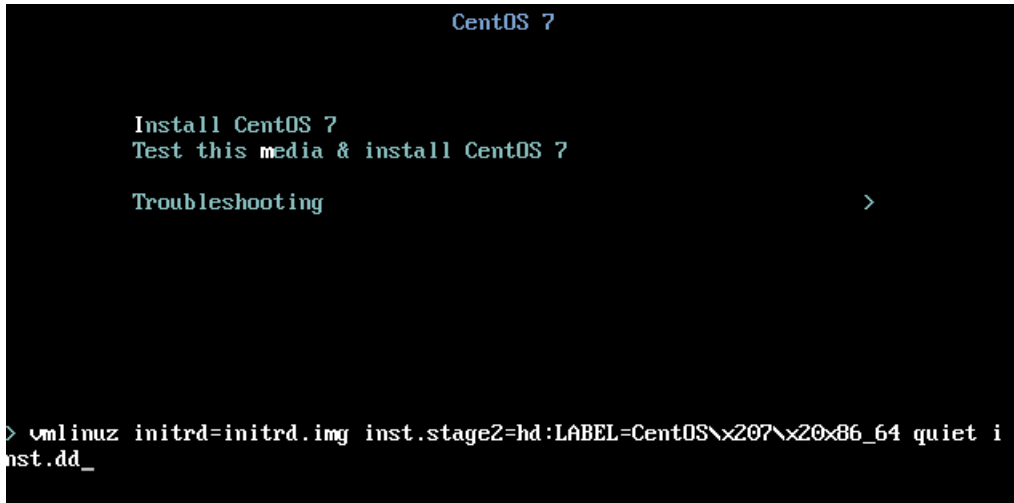 CentOS 7
Install CentOS 7
Test this media & install CentOS 7
Troubleshooting >
> vmlinuz initrd=initrd.img inst.stage2=hd:LABEL=CentOS\x207\x20x86_64 quiet i
nst.dd_